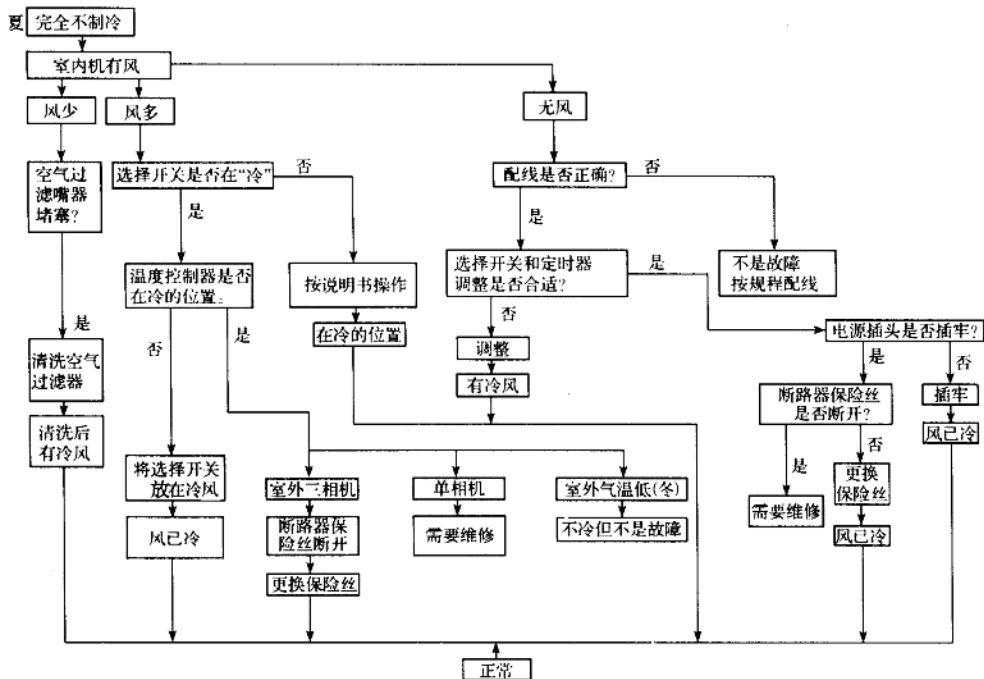 夏
完全不制冷
室内机有风
风少
风多
无风
空气过
滤嘴器
堵塞?
选择开关是否在“冷”
否
配线是否正确?
否
是
是
温度控制器是否
在冷的位置。
按说明书操作
选择开关和定时器
调整是否合适?
是
不是故障
按规程配线
是
否
是
在冷的位置
否
调整
有冷风
电源插头是否插牢?
是
否
清洗空气
过滤器
断路器保险丝
是否断开?
插牢
风已冷
清洗后
有冷风
将选择开关
放在冷风
室外三相机
单相机
室外气温低(冬)
是
否
更换
保险丝
风已冷
断路器保
险丝断开
需要维修
不冷但不是故障
需要维修
风已冷
更换保险丝
正常